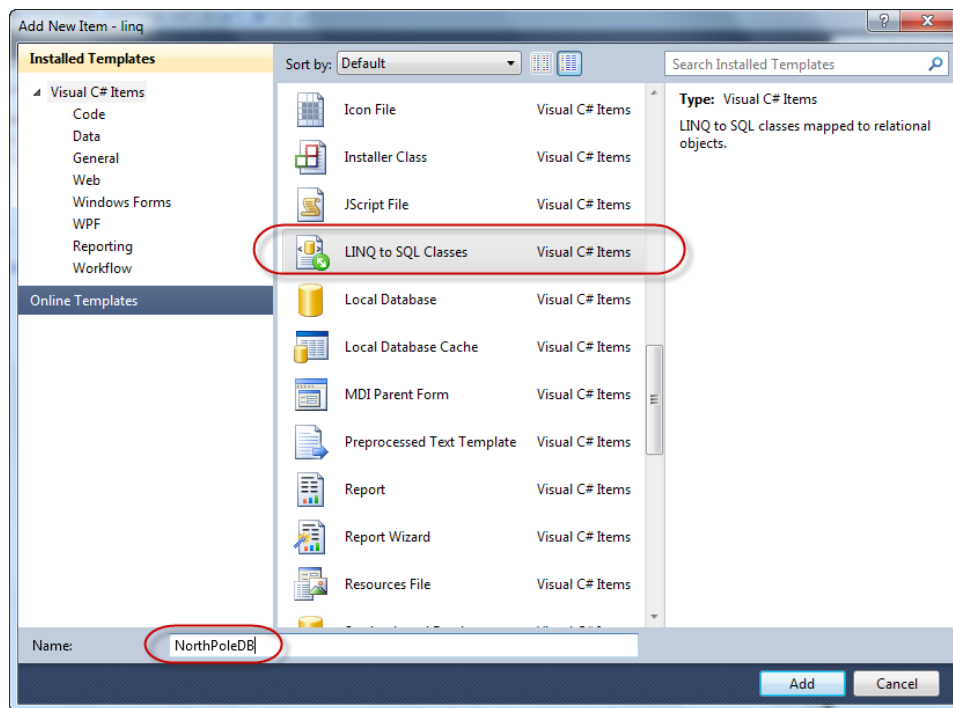 Add New Item - linq
Installed Templates
Visual C# Items
Code
Data
General
Web
Windows Forms
WPF
Reporting
Workflow
Online Templates
Sort by: Default
Icon File Visual C# Items
Installer Class Visual C# Items
JScript File Visual C# Items
LINQ to SQL Classes Visual C# Items
Local Database Visual C# Items
Local Database Cache Visual C# Items
MDI Parent Form Visual C# Items
Preprocessed Text Template Visual C# Items
Report Visual C# Items
Report Wizard Visual C# Items
Resources File Visual C# Items
Search Installed Templates
Type: Visual C# Items
LINQ to SQL classes mapped to relational
objects.
Name: NorthPoleDB
Add Cancel